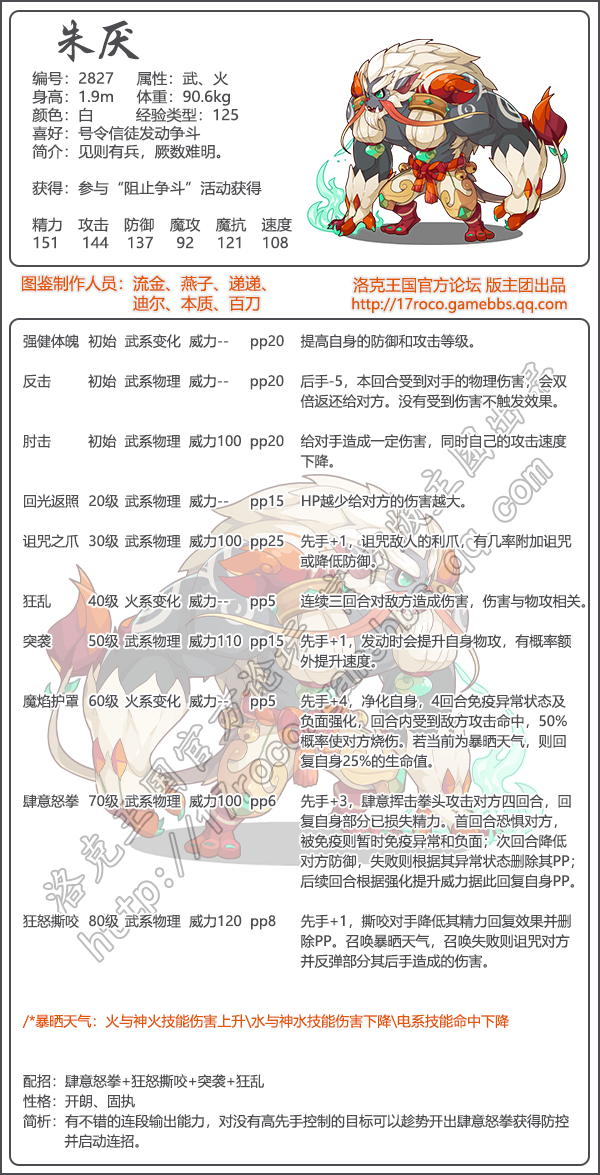 朱厌
编号：2827 属性：武、火
身高：1.9m 体重：90.6kg
颜色：白 经验类型：125
喜好：号令信徒发动争斗
简介：见则有兵，厥数难明。
获得：参与“阻止争斗”活动获得
精力 攻击 防御 魔攻 魔抗 速度
151 144 137 92 121 108
图鉴制作人员：流金、燕子、递递、
迪尔、本质、百刀
洛克王国官方论坛 版主团出品
http://17roco.gamebbs.qq.com
强健体魄 初始 武系变化 威力-- pp20 提高自身的防御和攻击等级。
反击 初始 武系物理 威力-- pp20 后手-5，本回合受到对手的物理伤害，会双
倍返还给对方。没有受到伤害不触发效果。
肘击 初始 武系物理 威力100 pp20 给对手造成一定伤害，同时自己的攻击速度
下降。
回光返照 20级 武系物理 威力-- pp15 HP越少给对方的伤害越大。
诅咒之爪 30级 武系物理 威力100 pp25 先手+1，诅咒敌人的利爪，有几率附加诅咒
或降低防御。
狂乱 40级 火系变化 威力-- pp5 连续三回合对敌方造成伤害，伤害与物攻相关。
突袭 50级 武系物理 威力110 pp15 先手+1，发动时会提升自身物攻，有概率额
外提升速度。
魔焰护罩 60级 火系变化 威力-- pp5 先手+4，净化自身，4回合免疫异常状态及
负面强化，回合内受到敌方攻击命中，50%
概率使对方烧伤。若当前为暴晒天气，则回
复自身25%的生命值。
肆意怒拳 70级 武系物理 威力100 pp6 先手+3，肆意挥击拳头攻击对方四回合，回
复自身部分已损失精力。首回合恐惧对方，
被免疫则暂时免疫异常和负面；次回合降低
对方防御，失败则根据其异常状态删除其PP；
后续回合根据强化提升威力据此回复自身PP。
狂怒撕咬 80级 武系物理 威力120 pp8 先手+1，撕咬对手降低其精力回复效果并删
除PP。召唤暴晒天气，召唤失败则诅咒对方
并反弹部分其后手造成的伤害。
/*暴晒天气：火与神火技能伤害上升\水与神水技能伤害下降\电系技能命中下降
配招：肆意怒拳+狂怒撕咬+突袭+狂乱
性格：开朗、固执
简析：有不错的连段输出能力，对没有高先手控制的目标可以趁势开出肆意怒拳获得防控
并启动连招。
洛克王国官方论坛版主团出品
http://17roco.gamebbs.qq.com